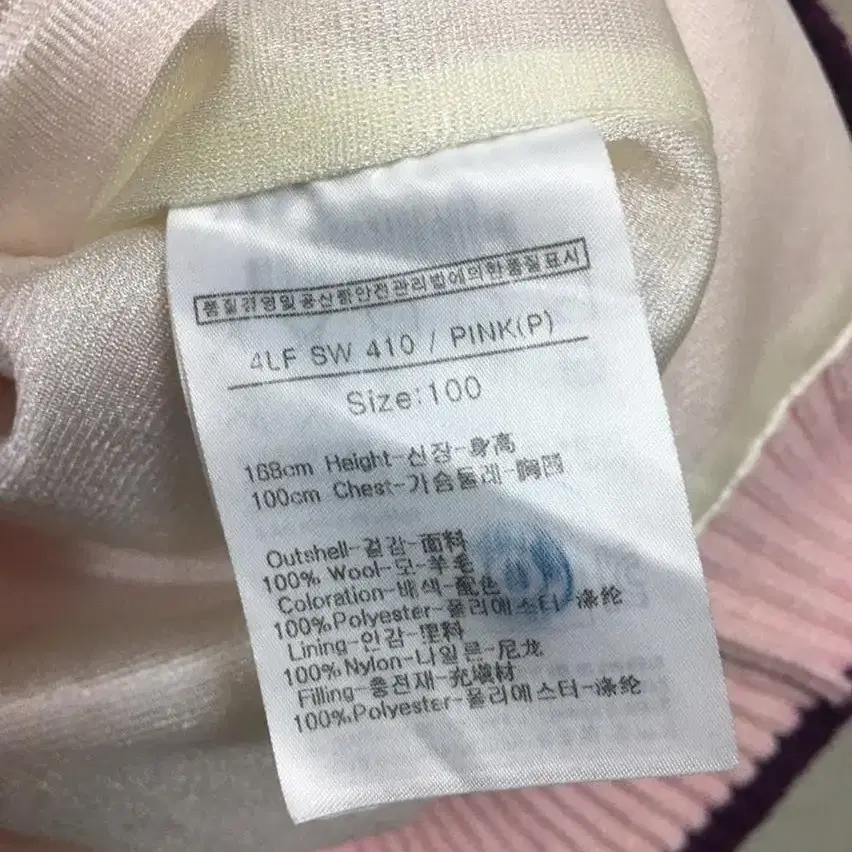 품질경영및공산품안전관리법에의한품질표시
4LF SW 410 / PINK(P)
Size:100
168cm Height-신장-身高
100cm Chest-가슴둘레-胸围
Outshell-겉감-面料
100% Wool-모-羊毛
Coloration-배색-配色
100%Polyester-폴리에스터-涤纶
Lining-안감-里料
100%Nylon-나일론-尼龙
Filling-충전재-充填材
100%Polyester-폴리에스터-涤纶